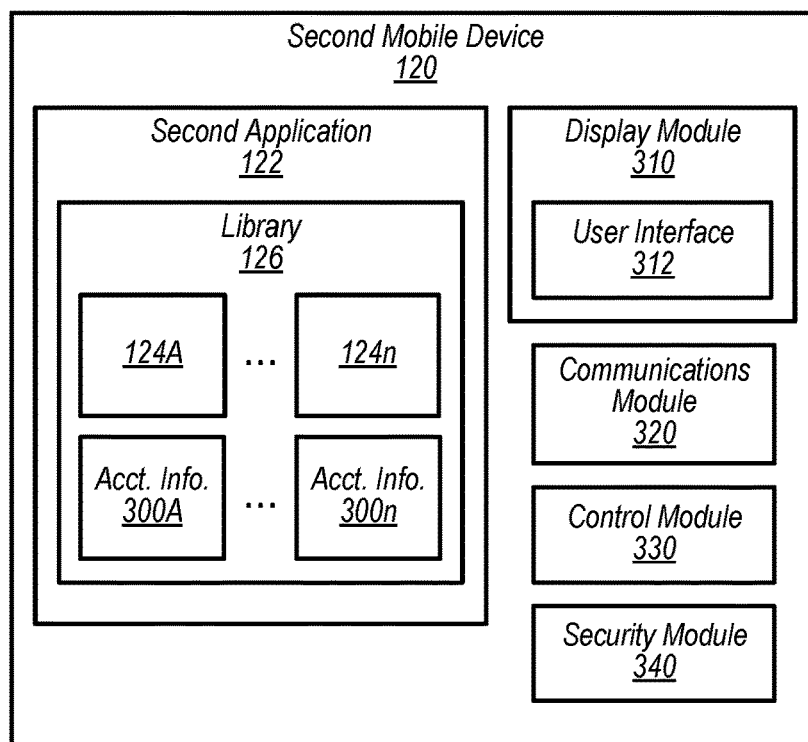 Second Mobile Device
120
Second Application
122
Library
126
124A
...
124n
Acct. Info.
300A
...
Acct. Info.
300n
Display Module
310
User Interface
312
Communications
Module
320
Control Module
330
Security Module
340